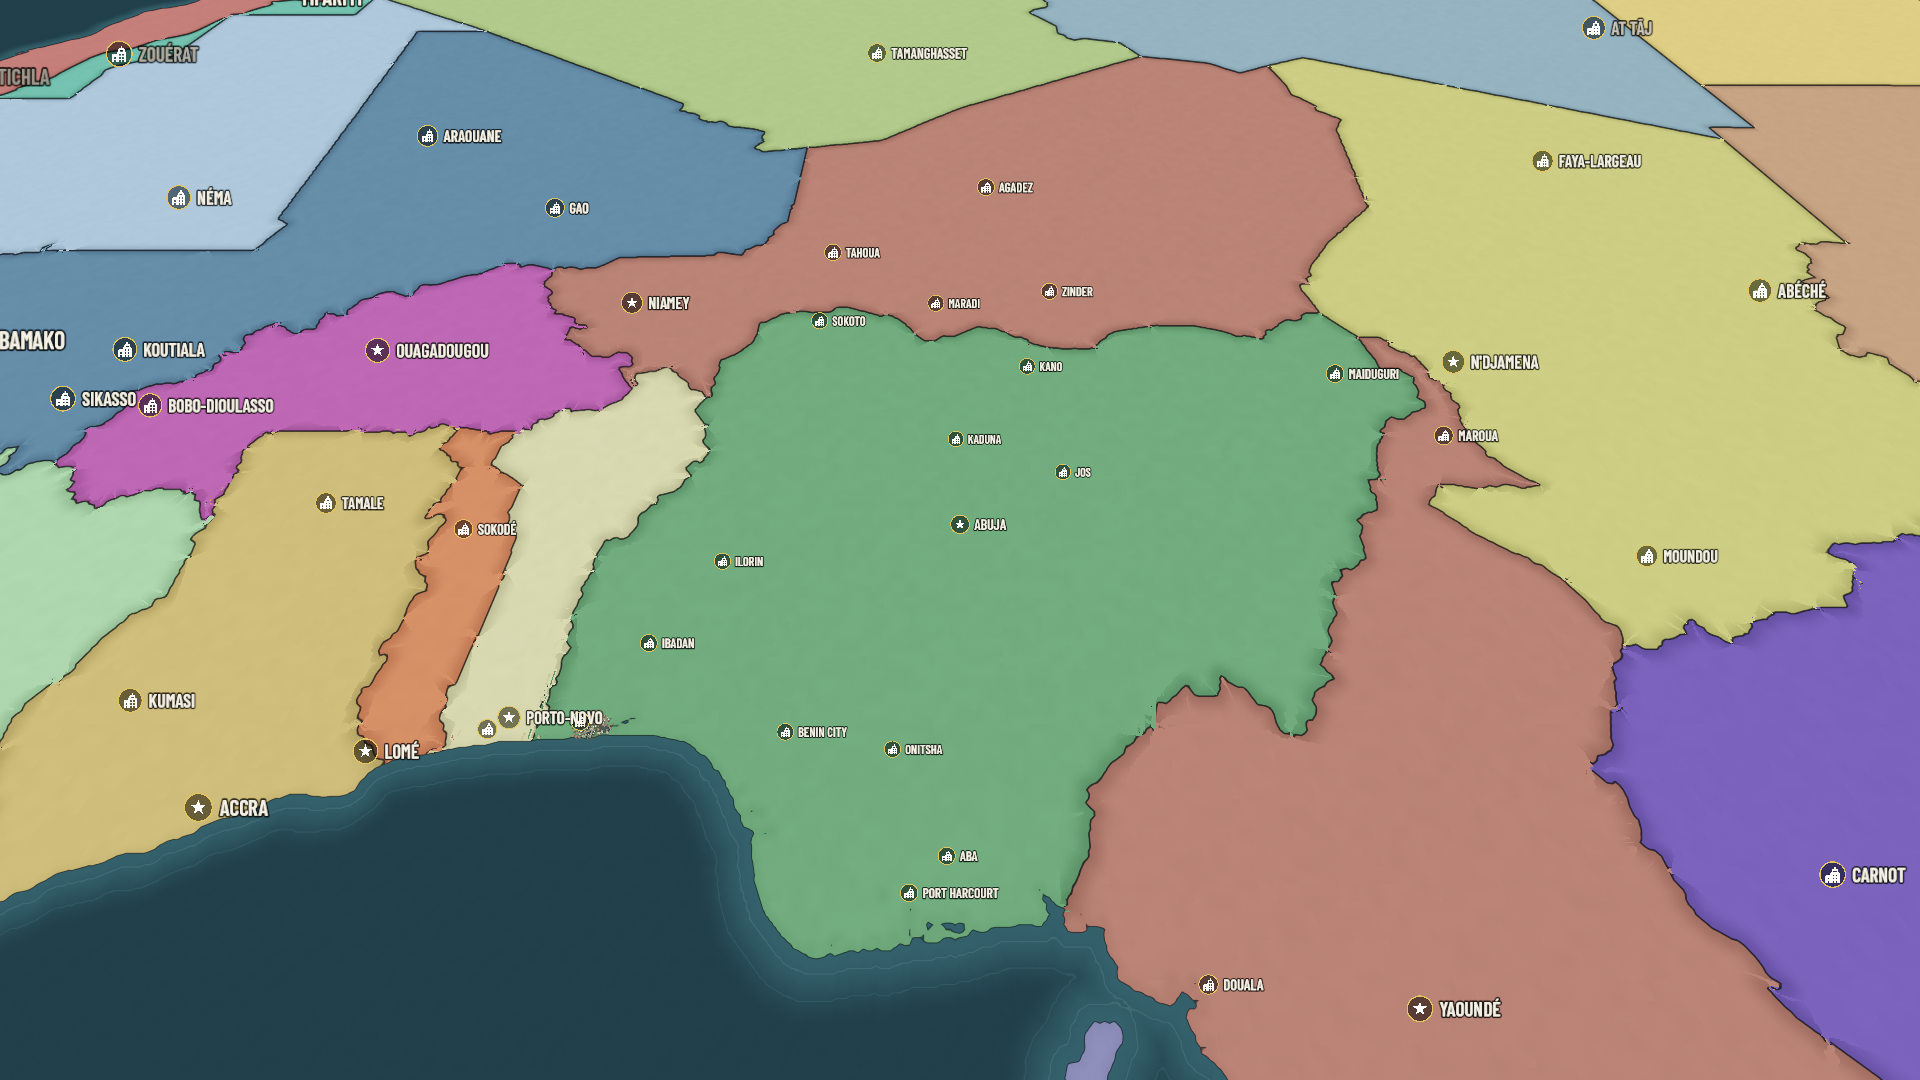 AT TĀJ
ZOUÉRAT
TAMANGHASSET
TICHLA
ARAOUANE
FAYA-LARGEAU
AGADEZ
NÉMA
GAO
TAHOUA
ABÉCHÉ
ZINDER
NIAMEY
MARADI
SOKOTO
BAMAKO
KOUTIALA
OUAGADOUGOU
N'DJAMENA
KANO
MAIDUGURI
SIKASSO
BOBO-DIOULASSO
MAROUA
KADUNA
JOS
TAMALE
ABUJA
SOKODÉ
MOUNDOU
ILORIN
IBADAN
KUMASI
PORTO-NOVO
BENIN CITY
ONITSHA
LOMÉ
ACCRA
ABA
CARNOT
PORT HARCOURT
DOUALA
YAOUNDÉ